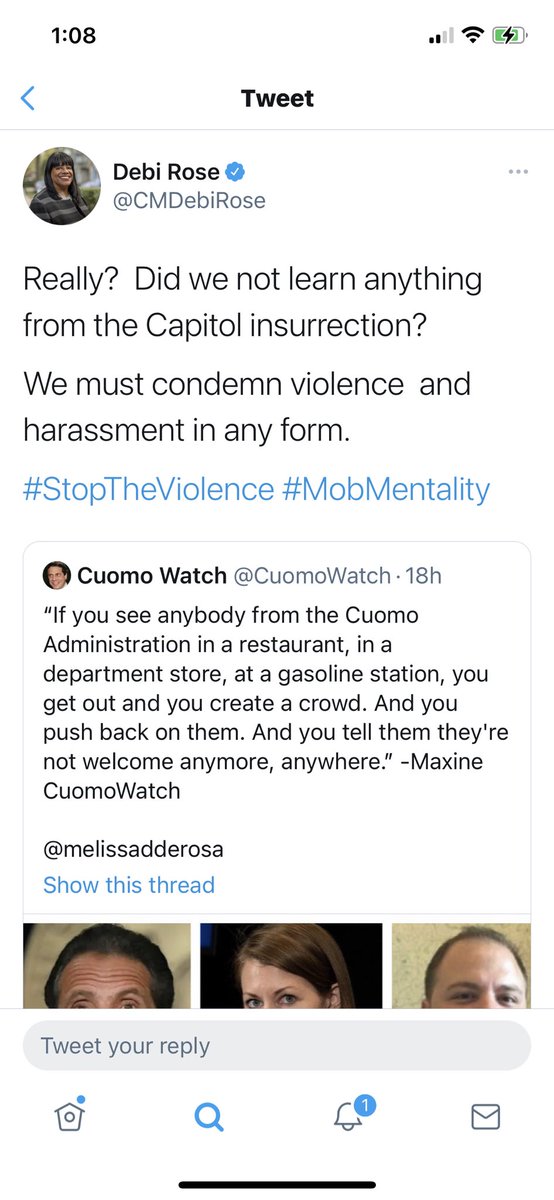 1:08
Tweet
Debi Rose
@CMDebiRose
Really?  Did we not learn anything
from the Capitol insurrection?
We must condemn violence  and
harassment in any form.
#StopTheViolence #MobMentality
Cuomo Watch @CuomoWatch · 18h
“If you see anybody from the Cuomo
Administration in a restaurant, in a
department store, at a gasoline station, you
get out and you create a crowd. And you
push back on them. And you tell them they're
not welcome anymore, anywhere.” -Maxine
CuomoWatch
@melissadderosa
Show this thread
Tweet your reply
1